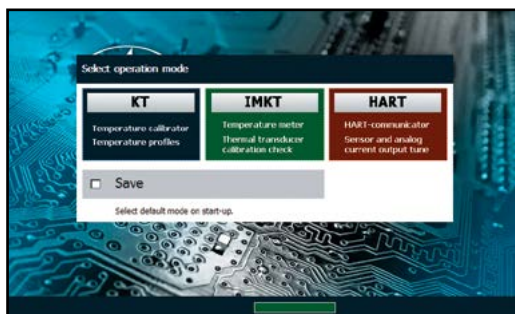 Select operation mode
KT
Temperature calibrator
Temperature profiles
IMKT
Temperature meter
Thermal transducer
calibration check
HART
HART-communicator
Sensor and analog
current output tune
Save
Select default mode on start-up.